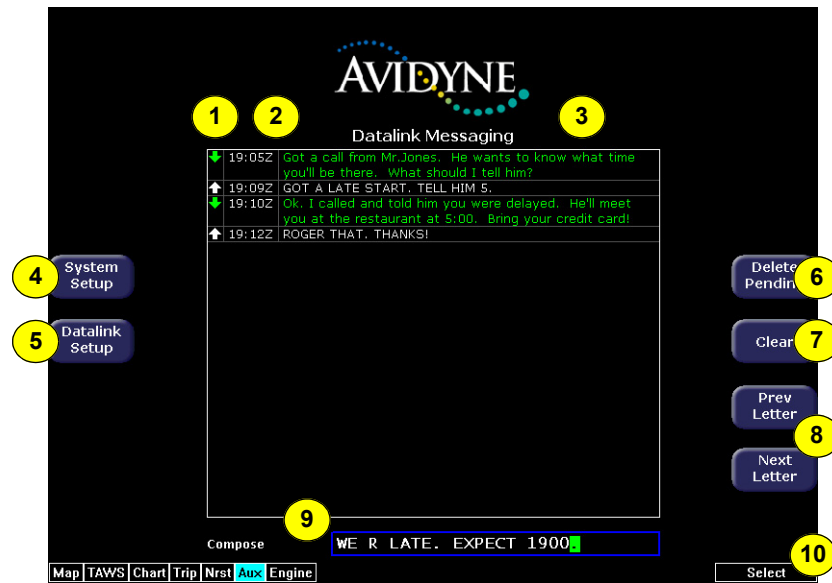 AVIDYNE
1 2 3
Datalink Messaging
19:05Z Got a call from Mr.Jones. He wants to know what time
you'll be there. What should I tell him?
19:09Z GOT A LATE START. TELL HIM 5.
19:10Z Ok. I called and told him you were delayed. He'll meet
you at the restaurant at 5:00. Bring your credit card!
19:12Z ROGER THAT. THANKS!
4 System
Setup
5 Datalink
Setup
Delete
Pendin 6
Clear 7
Prev
Letter
8
Next
Letter
9
Compose WE R LATE. EXPECT 1900.
10
Map TAWS Chart Trip Nrst Aux Engine
Select